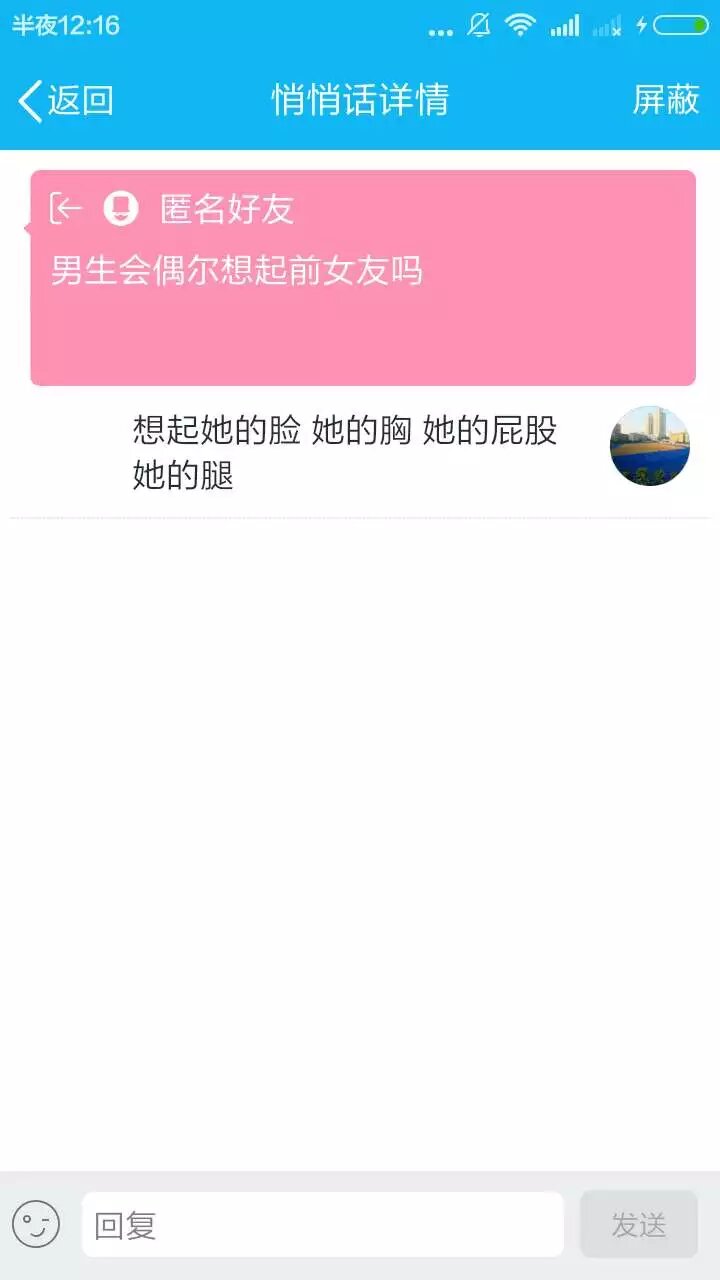 半夜12:16
返回
悄悄话详情
屏蔽
匿名好友
男生会偶尔想起前女友吗
想起她的脸 她的胸 她的屁股
她的腿
回复
发送